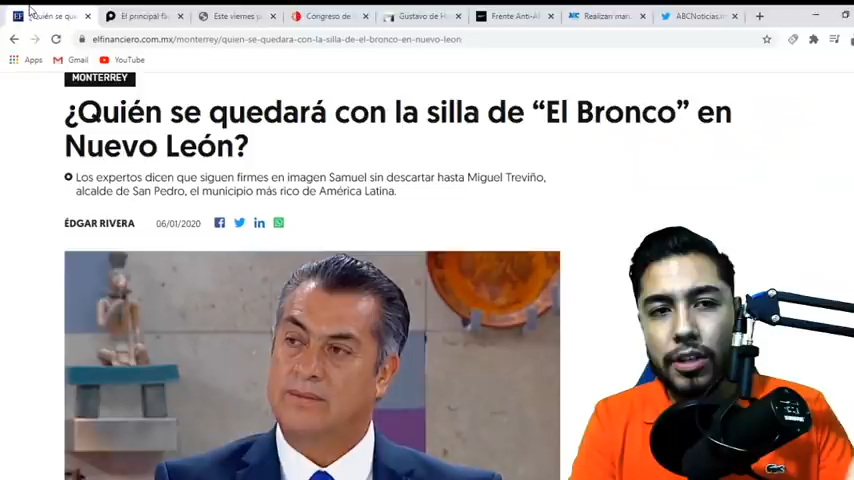 ¿Quién se que
El principal fa
Este viernes p
Congreso de
Gustavo de H
Frente Anti-A
ABC
Realizan mar
ABCNoticias.m
elfinanciero.com.mx/monterrey/quien-se-quedara-con-la-silla-de-el-bronco-en-nuevo-leon
Apps
Gmail
YouTube
MONTERREY
¿Quién se quedará con la silla de “El Bronco” en
Nuevo León?
Los expertos dicen que siguen firmes en imagen Samuel sin descartar hasta Miguel Treviño,
alcalde de San Pedro, el municipio más rico de América Latina.
ÉDGAR RIVERA 06/01/2020